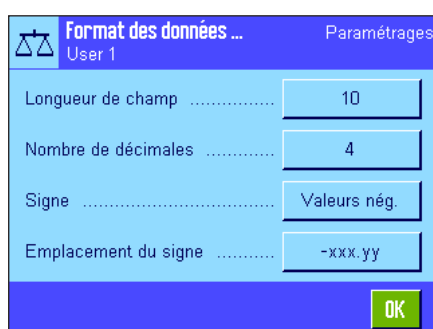 Format des données ... Paramétrages
User 1
Longueur de champ ................ 10
Nombre de décimales ............. 4
Signe ................................... Valeurs nég.
Emplacement du signe ........... -xxx.yy
OK